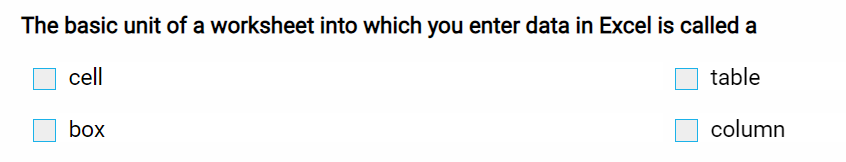 The basic unit of a worksheet into which you enter data in Excel is called a
cell
table
box
column